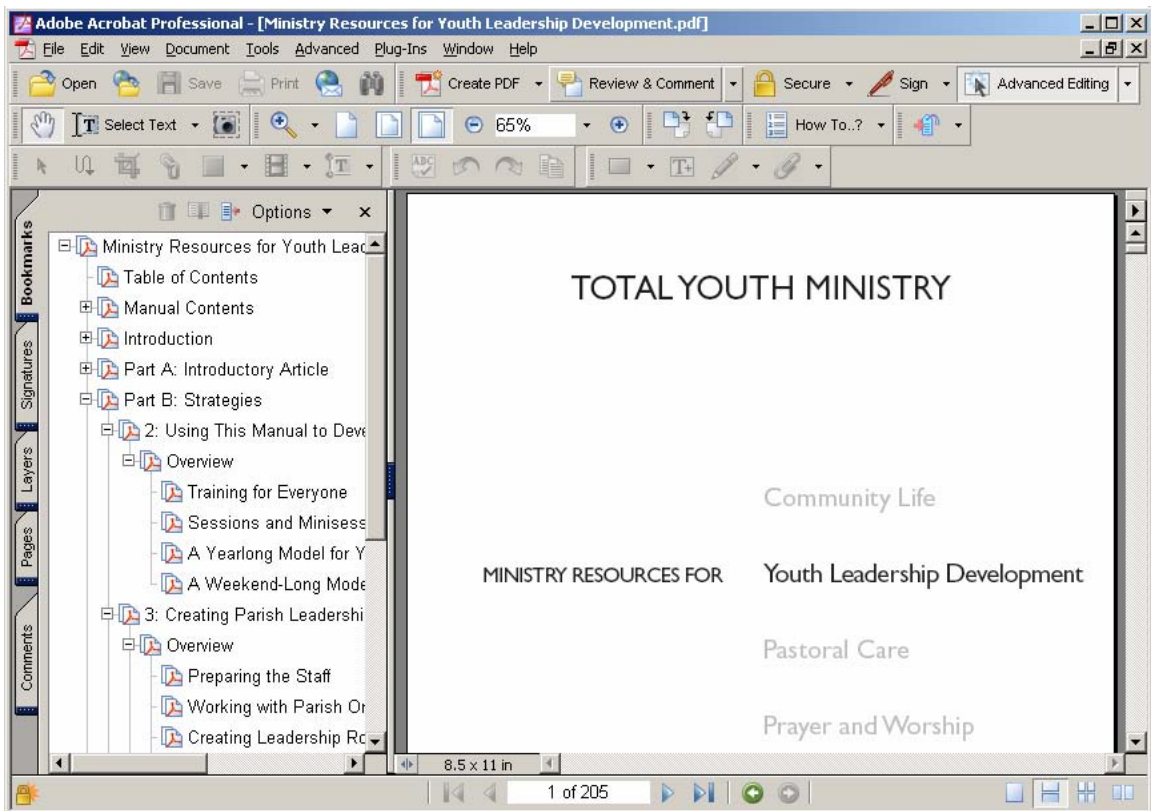 Adobe Acrobat Professional - [Ministry Resources for Youth Leadership Development.pdf]
File Edit View Document Tools Advanced Plug-Ins Window Help
Open Save Print Create PDF Review & Comment Secure Sign Advanced Editing
Select Text 65% How To..?
Options
Bookmarks
Signatures
Layers
Pages
Comments
Ministry Resources for Youth Lead
Table of Contents
Manual Contents
Introduction
Part A: Introductory Article
Part B: Strategies
2: Using This Manual to Deve
Overview
Training for Everyone
Sessions and Minisess
A Yearlong Model for Y
A Weekend-Long Mode
3: Creating Parish Leadershi
Overview
Preparing the Staff
Working with Parish Or
Creating Leadership Ro
TOTAL YOUTH MINISTRY
Community Life
MINISTRY RESOURCES FOR Youth Leadership Development
Pastoral Care
Prayer and Worship
8.5 x 11 in
1 of 205